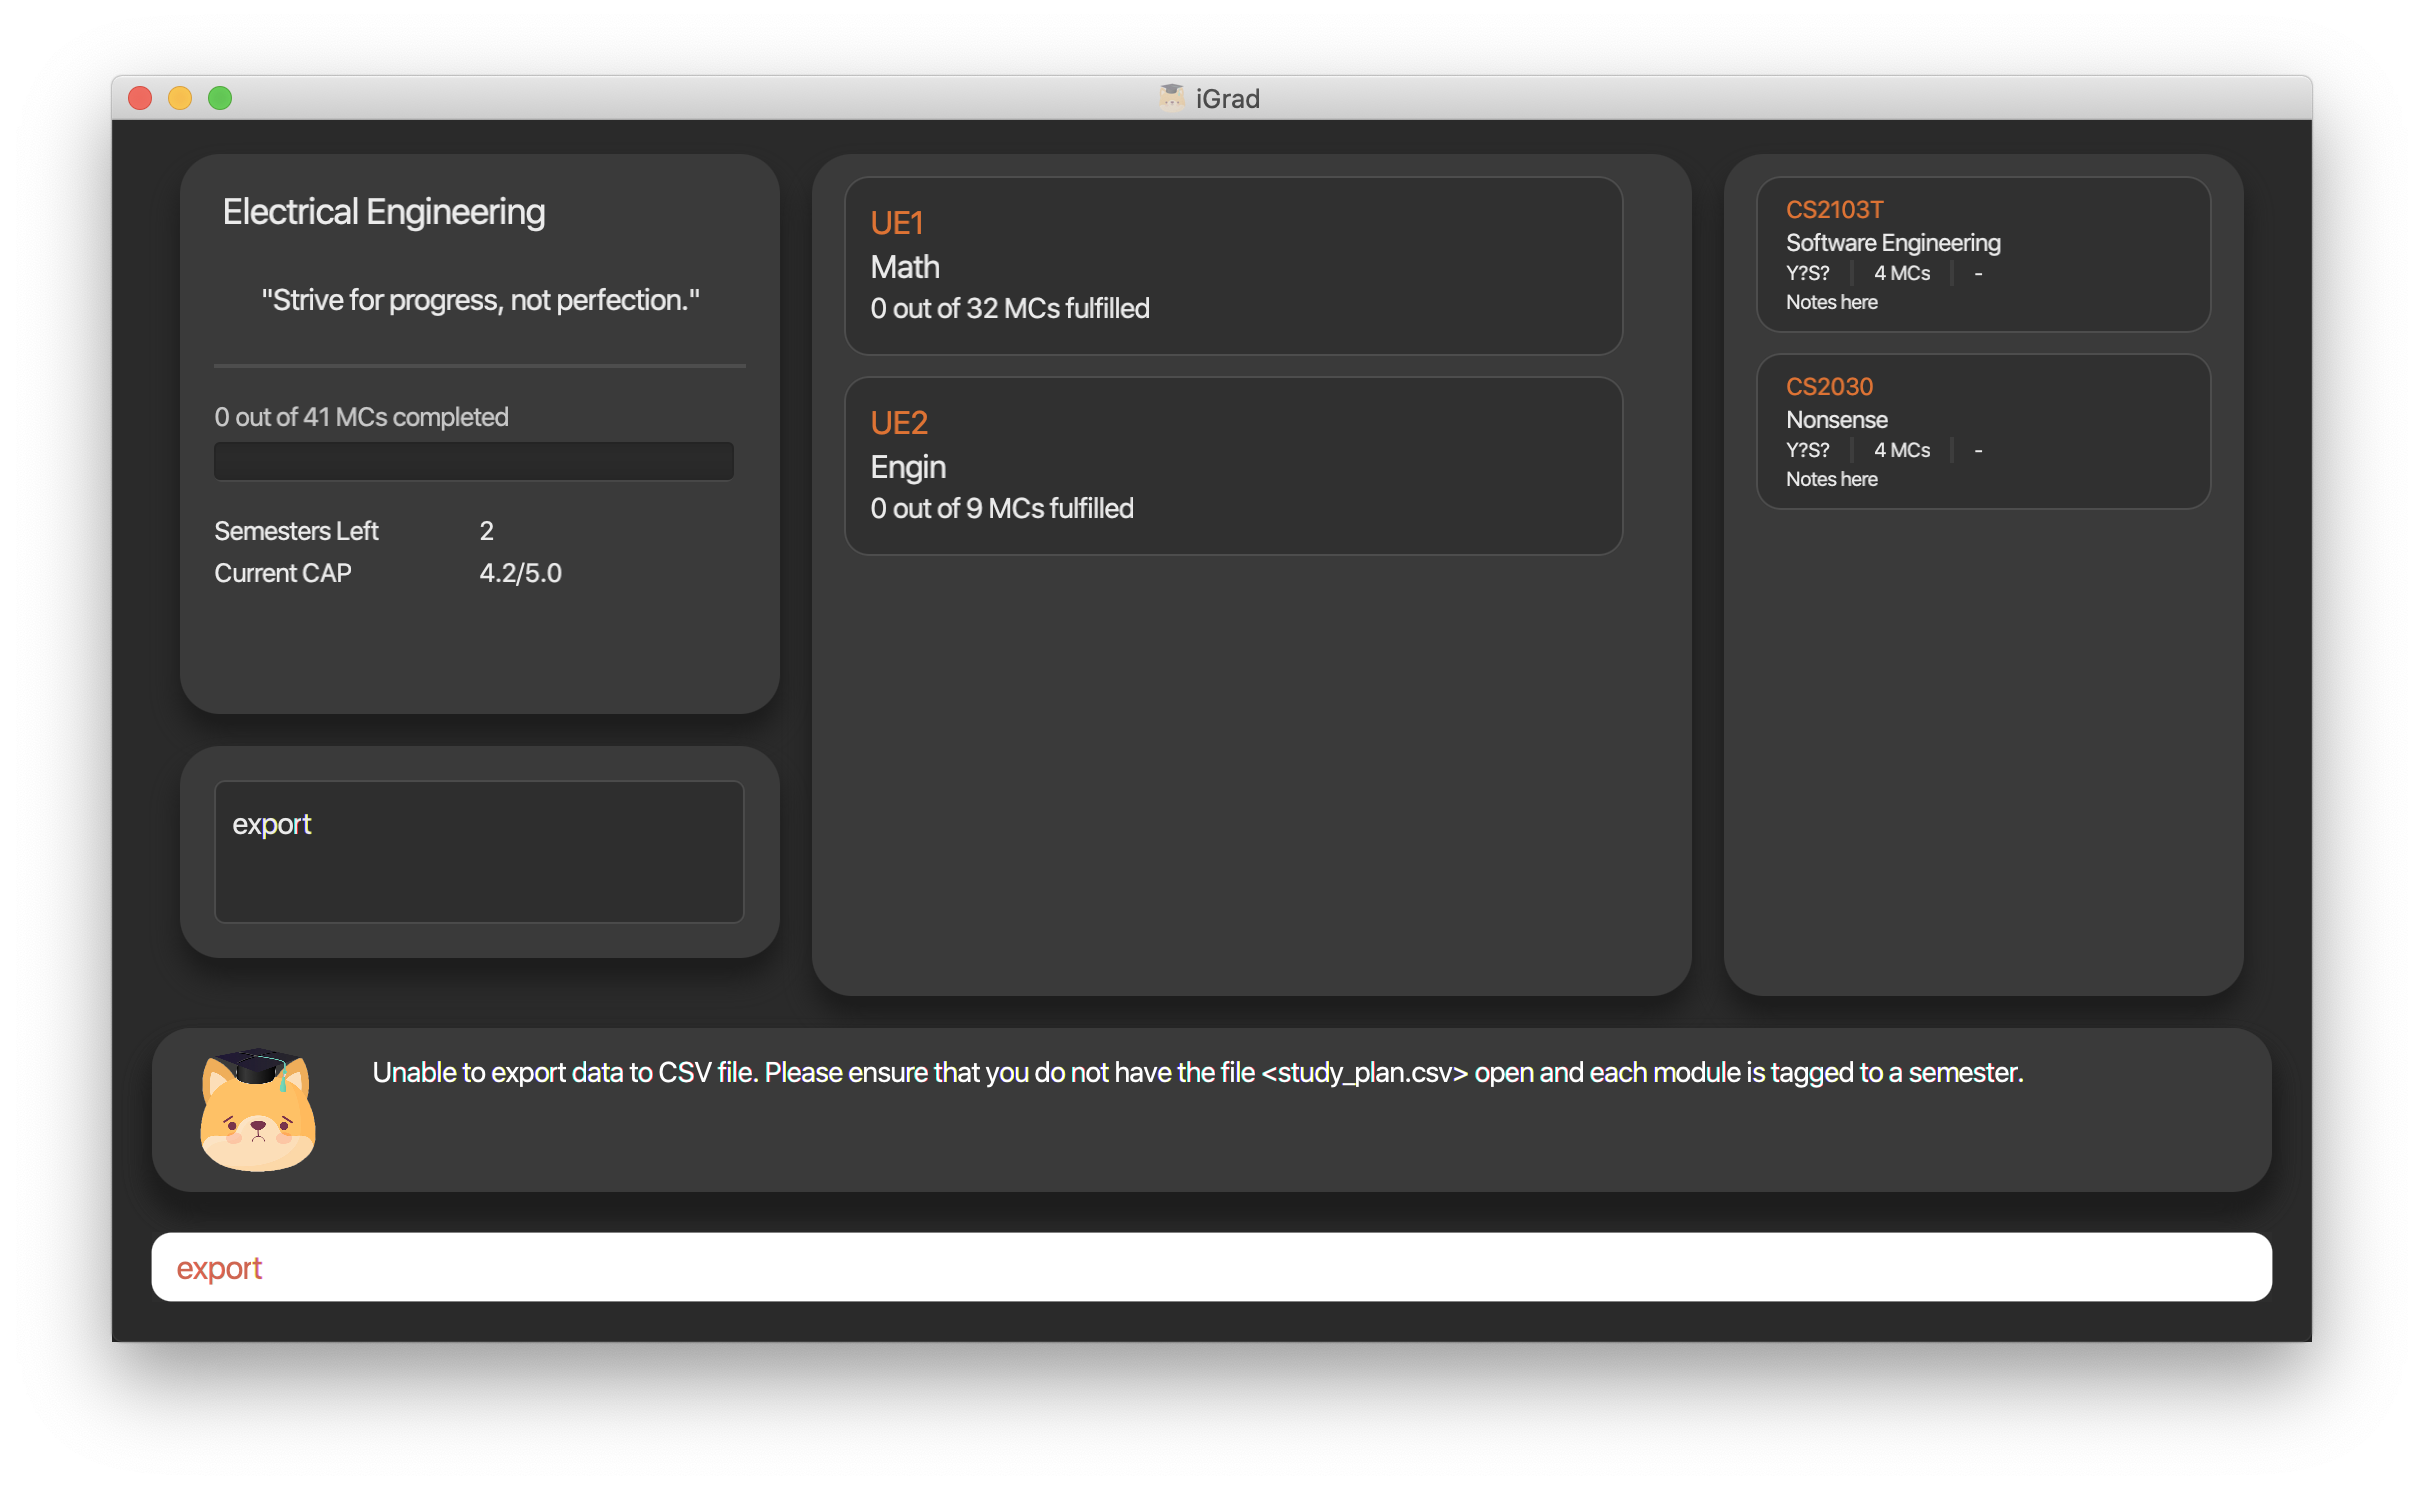 iGrad
Electrical Engineering
"Strive for progress, not perfection."
0 out of 41 MCs completed
Semesters Left 2
Current CAP 4.2/5.0
export
UE1
Math
0 out of 32 MCs fulfilled
UE2
Engin
0 out of 9 MCs fulfilled
CS2103T
Software Engineering
Y?S? 4 MCs -
Notes here
CS2030
Nonsense
Y?S? 4 MCs -
Notes here
Unable to export data to CSV file. Please ensure that you do not have the file <study_plan.csv> open and each module is tagged to a semester.
export